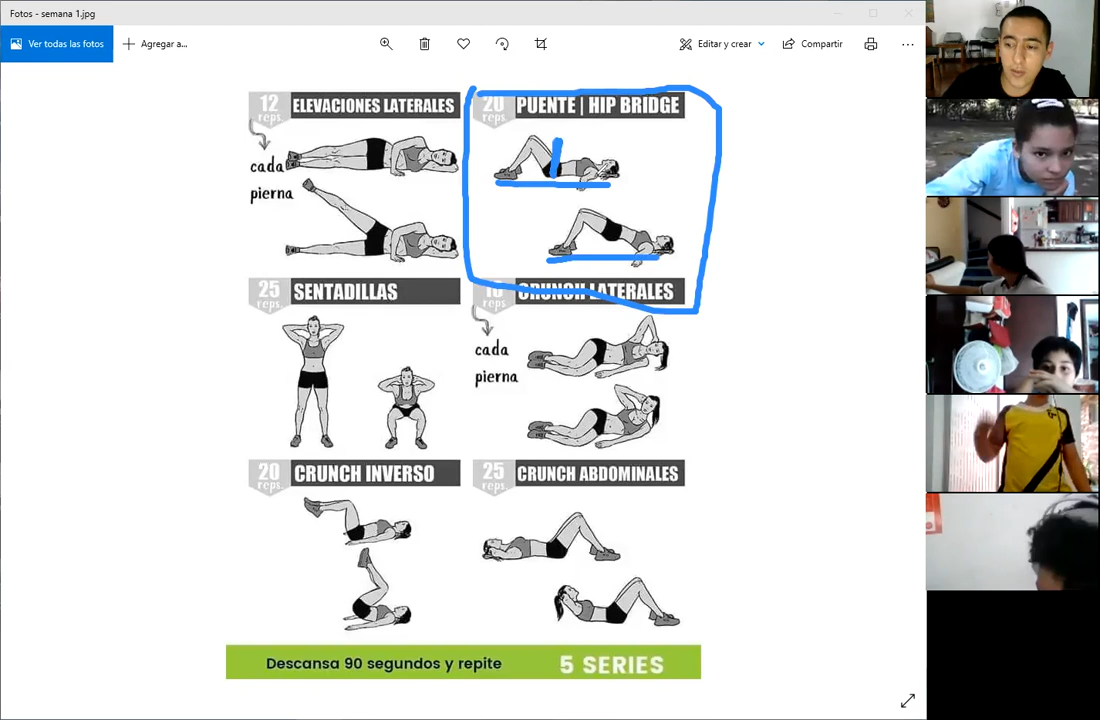 Fotos - semana 1.jpg
Ver todas las fotos
Agregar a...
Editar y crear
Compartir
12 reps. ELEVACIONES LATERALES
cada
pierna
20 reps. PUENTE | HIP BRIDGE
25 reps. SENTADILLAS
CRUNCH LATERALES
cada
pierna
20 reps. CRUNCH INVERSO
25 reps. CRUNCH ABDOMINALES
Descansa 90 segundos y repite 5 SERIES